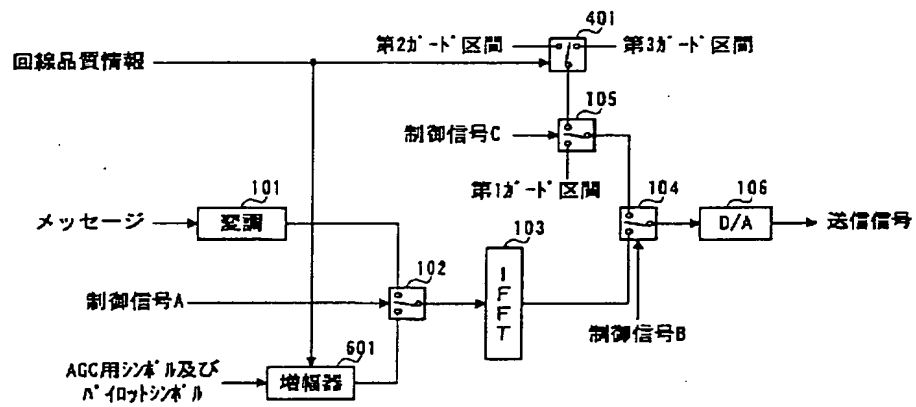 401
第2ガード区間
第3ガード区間
回線品質情報
105
制御信号C
第1ガード区間
101
104
106
メッセージ
変調
D/A
送信信号
103
102
IFFT
制御信号A
制御信号B
601
AGC用シンボル及び
パイロットシンボル
増幅器